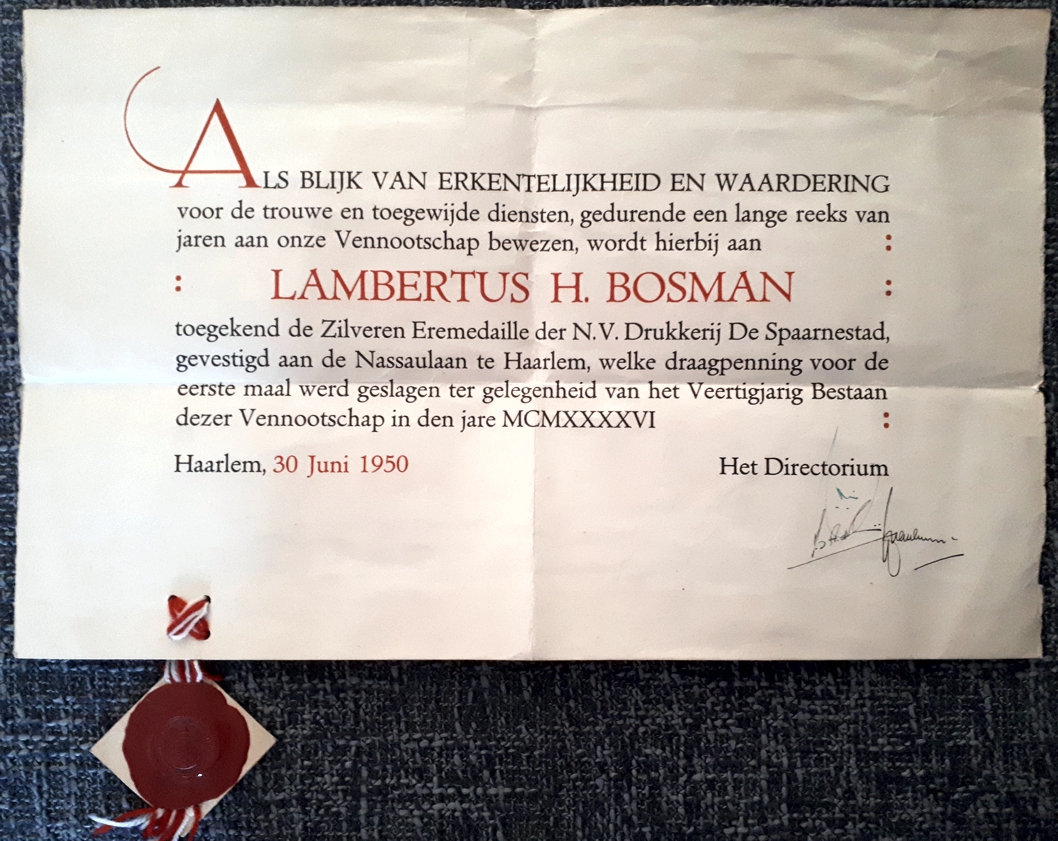 ALS BLIJK VAN ERKENTELIJKHEID EN WAARDERING
voor de trouwe en toegewijde diensten, gedurende een lange reeks van
jaren aan onze Vennootschap bewezen, wordt hierbij aan :
: LAMBERTUS H. BOSMAN :
toegekend de Zilveren Eremedaille der N.V. Drukkerij De Spaarnestad,
gevestigd aan de Nassaulaan te Haarlem, welke draagpenning voor de
eerste maal werd geslagen ter gelegenheid van het Veertigjarig Bestaan
dezer Vennootschap in den jare MCMXXXXVI :
Haarlem, 30 Juni 1950
Het Directorium